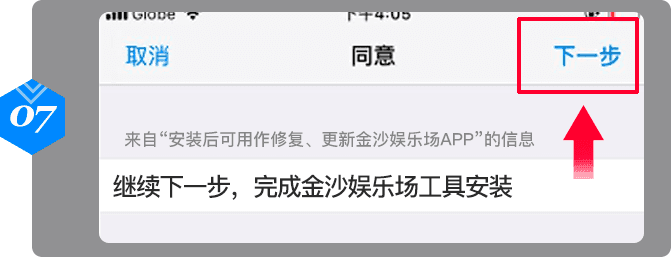 Globe 下午4:05
取消 同意 下一步
07
来自“安装后可用作修复、更新金沙娱乐场APP”的信息
继续下一步，完成金沙娱乐场工具安装